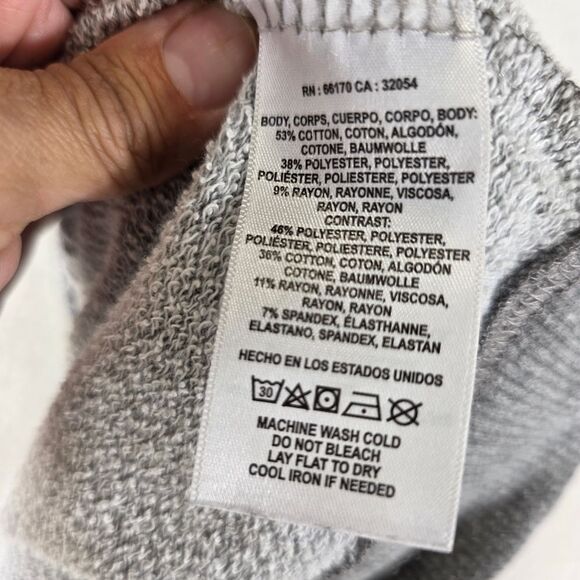 RN : 66170 CA : 32054
BODY, CORPS, CUERPO, CORPO, BODY:
53% COTTON, COTON, ALGODÓN,
COTONE, BAUMWOLLE
38% POLYESTER, POLYESTER,
POLIÉSTER, POLIESTERE, POLYESTER
9% RAYON, RAYONNE, VISCOSA,
RAYON, RAYON
CONTRAST:
46% POLYESTER, POLYESTER,
POLIÉSTER, POLIESTERE, POLYESTER
36% COTTON, COTON, ALGODÓN
COTONE, BAUMWOLLE
11% RAYON, RAYONNE, VISCOSA,
RAYON, RAYON
7% SPANDEX, ÉLASTHANNE,
ELASTANO, SPANDEX, ELASTÁN
HECHO EN LOS ESTADOS UNIDOS
30
MACHINE WASH COLD
DO NOT BLEACH
LAY FLAT TO DRY
COOL IRON IF NEEDED